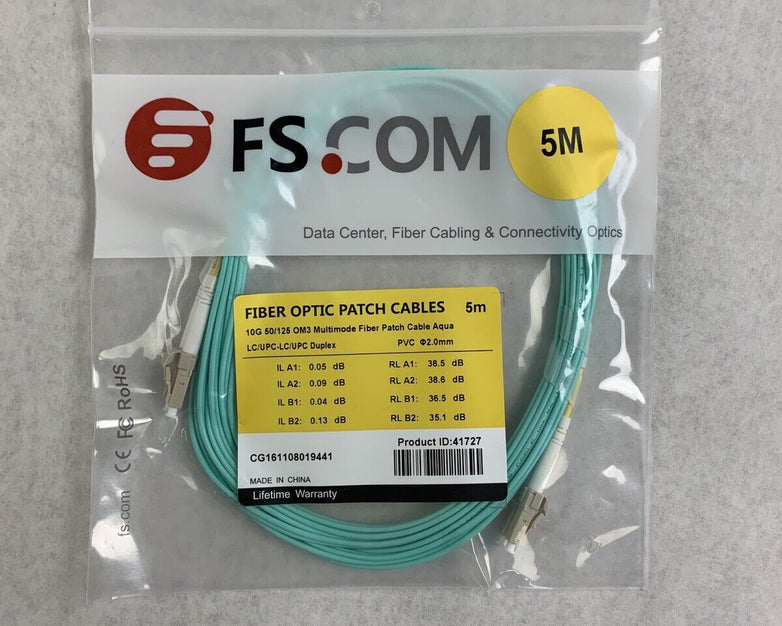 FS.COM
5M
Data Center, Fiber Cabling & Connectivity Optics
FIBER OPTIC PATCH CABLES 5m
10G 50/125 OM3 Multimode Fiber Patch Cable Aqua
LC/UPC-LC/UPC Duplex PVC Φ2.0mm
IL A1: 0.05 dB RL A1: 38.5 dB
IL A2: 0.09 dB RL A2: 38.6 dB
IL B1: 0.04 dB RL B1: 36.5 dB
IL B2: 0.13 dB RL B2: 35.1 dB
Product ID:41727
CG161108019441
MADE IN CHINA
Lifetime Warranty
fs.com CE FC RoHS